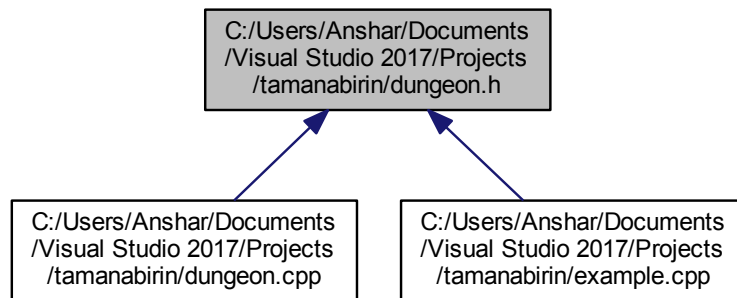 C:/Users/Anshar/Documents
/Visual Studio 2017/Projects
/tamanabirin/dungeon.h
C:/Users/Anshar/Documents
/Visual Studio 2017/Projects
/tamanabirin/dungeon.cpp
C:/Users/Anshar/Documents
/Visual Studio 2017/Projects
/tamanabirin/example.cpp